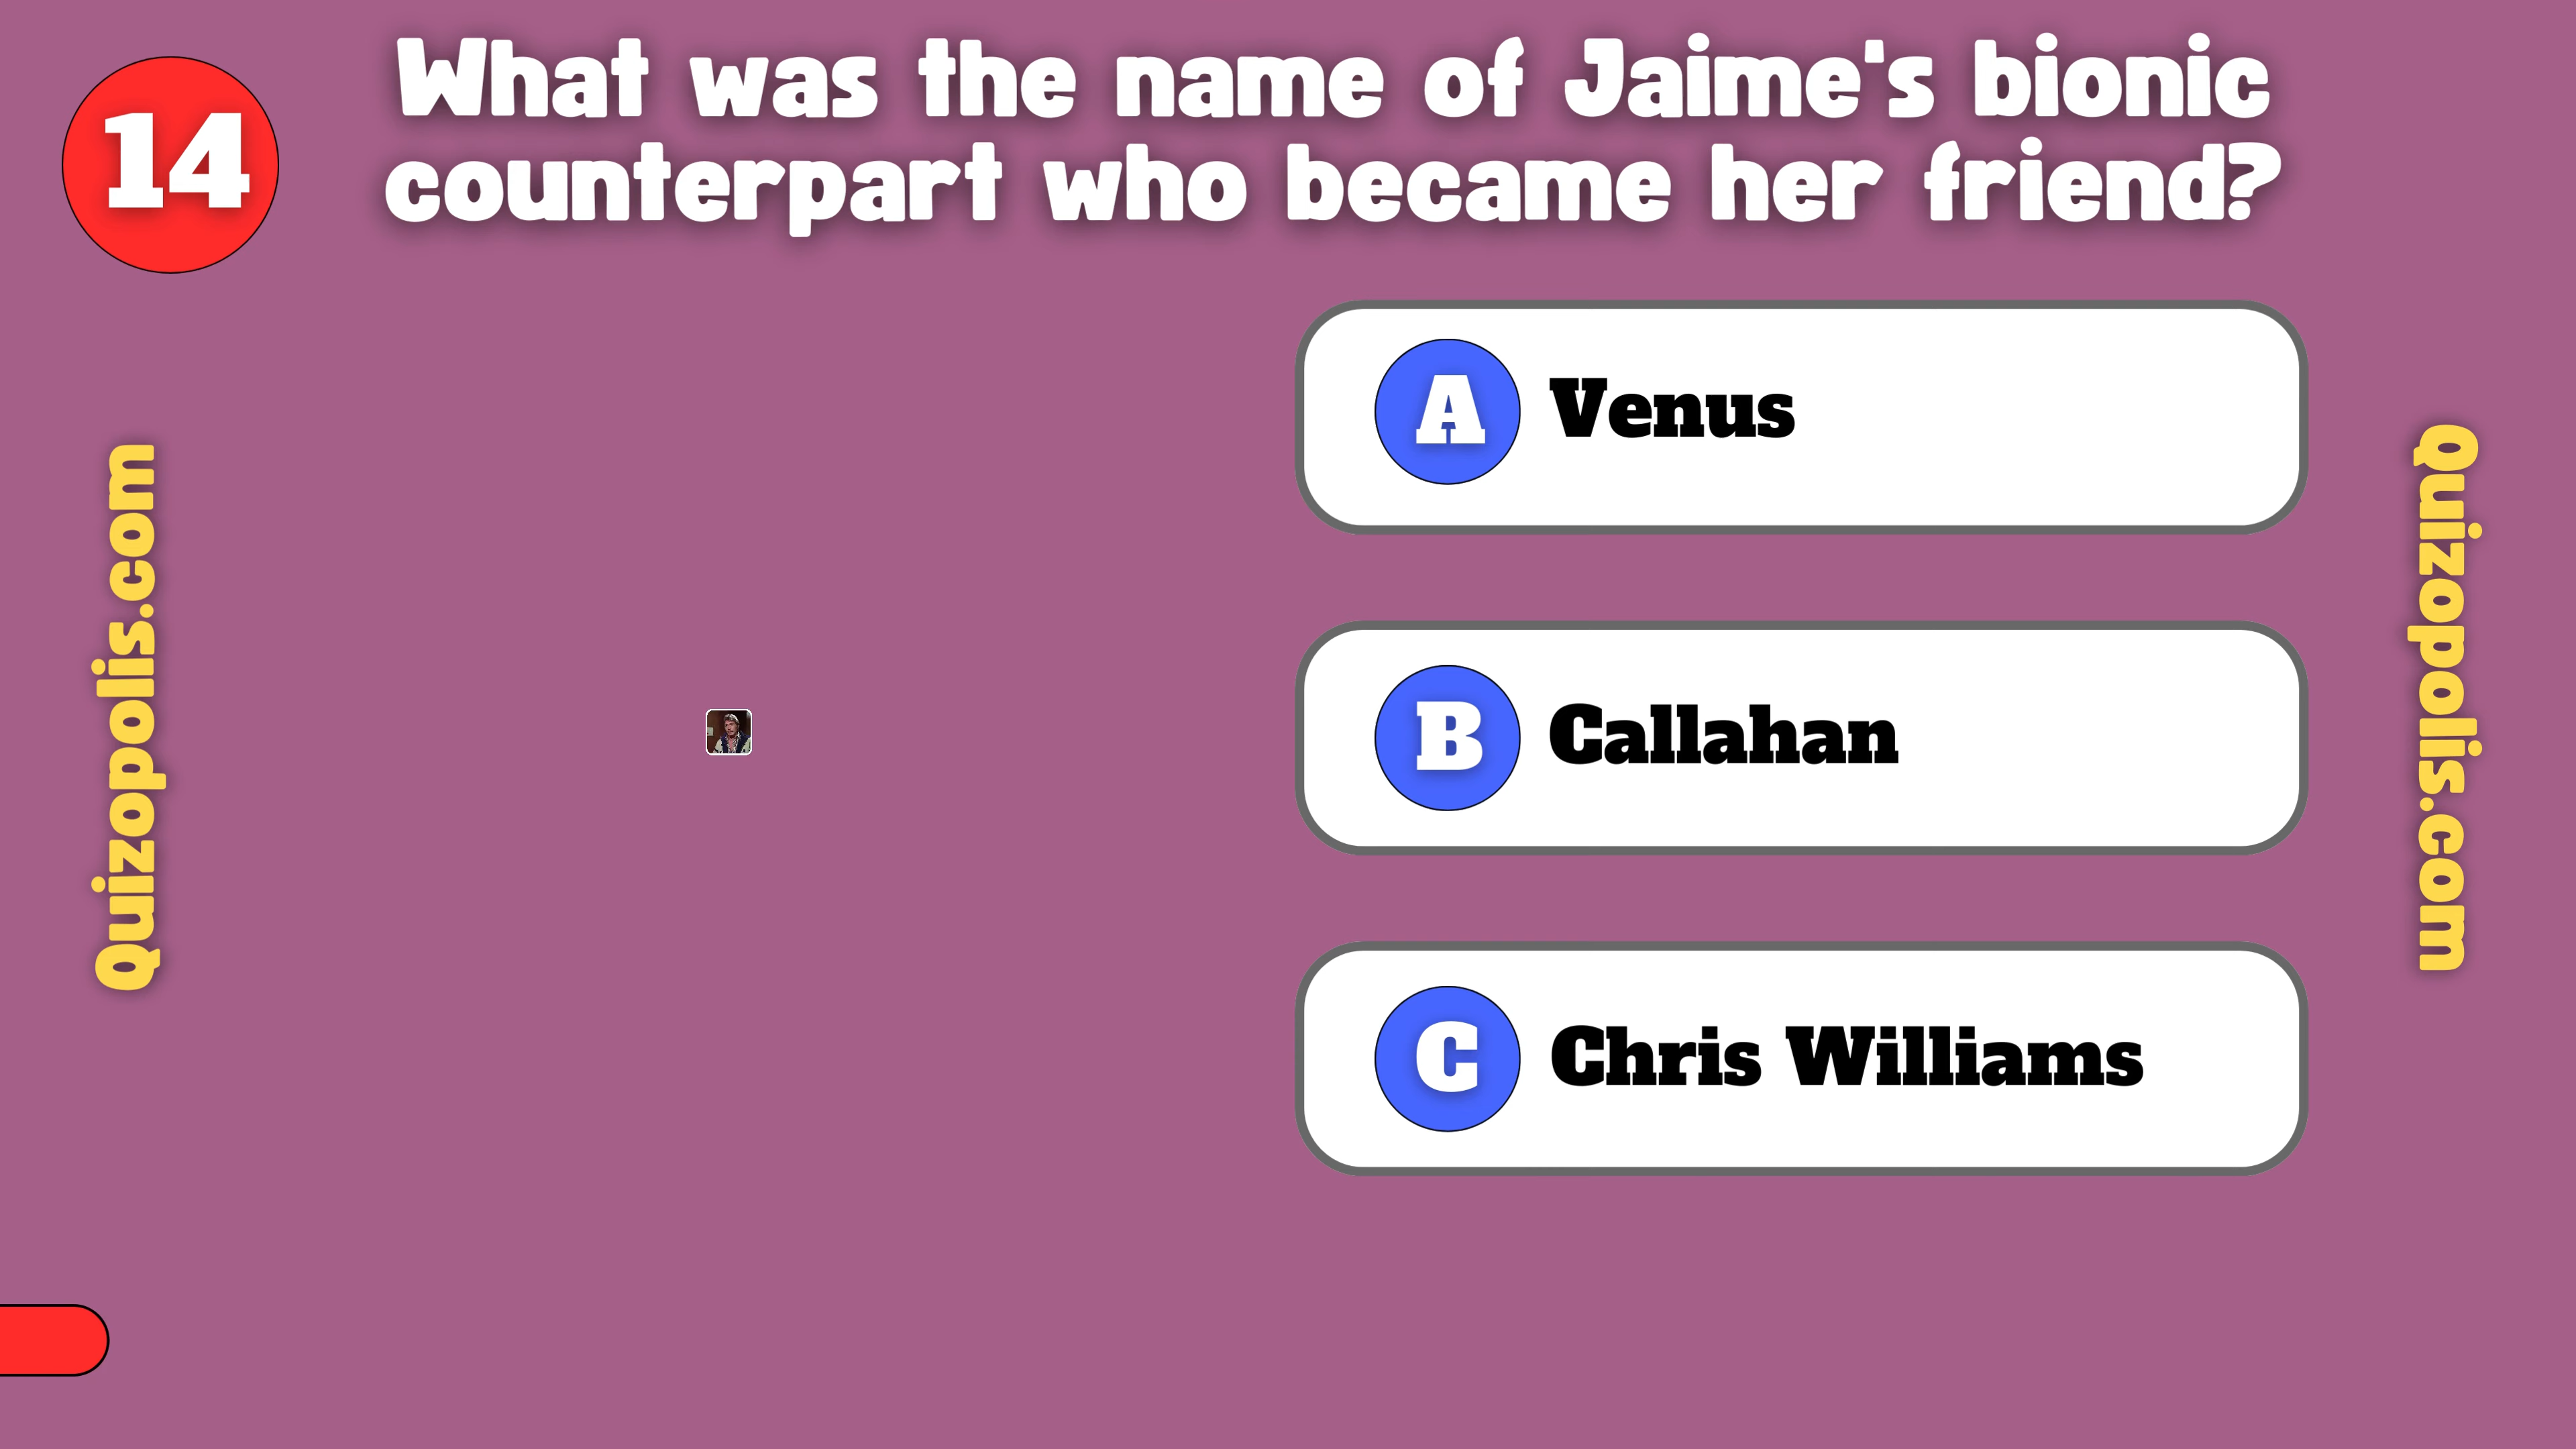 14
What was the name of Jaime's bionic
counterpart who became her friend?
A Venus
B Callahan
C Chris Williams
Quizopolis.com
Quizopolis.com